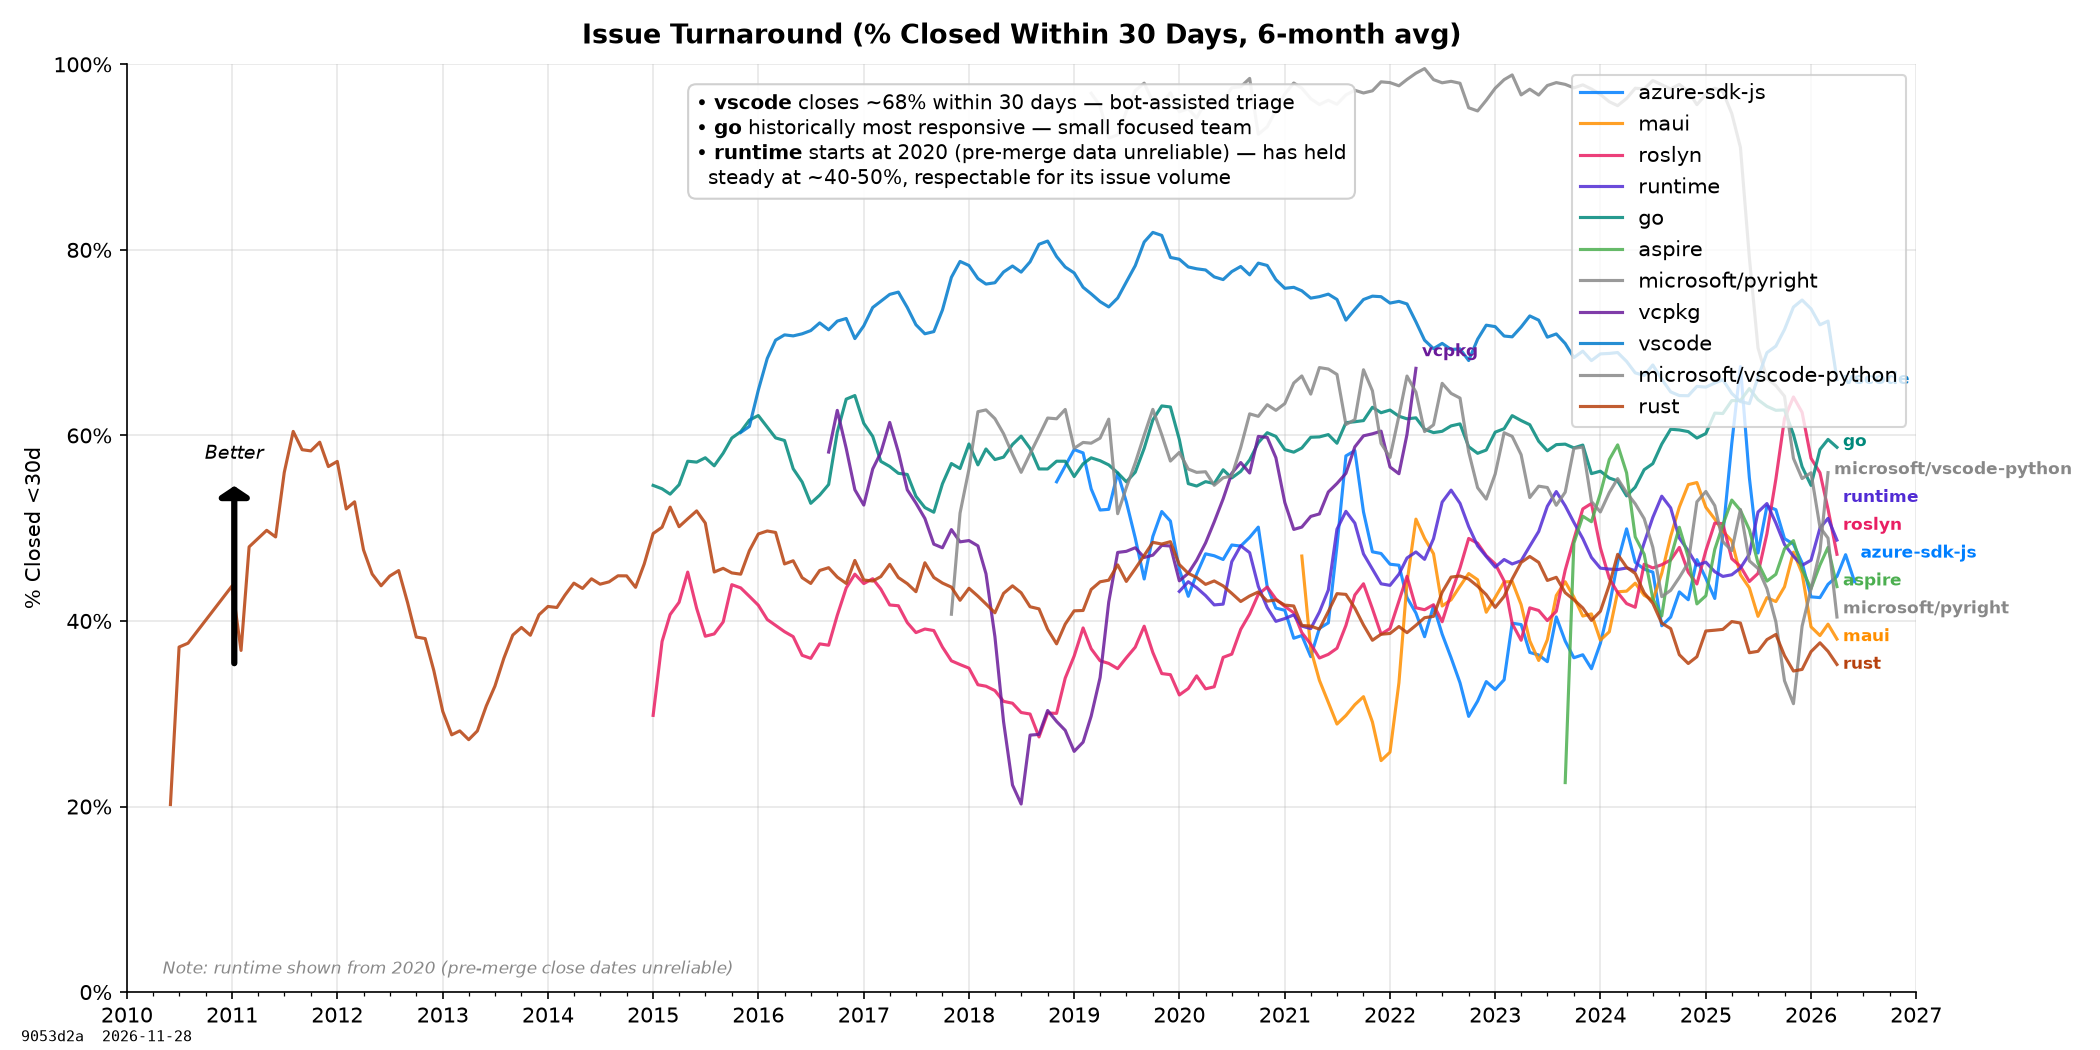 Issue Turnaround (% Closed Within 30 Days, 6-month avg)
100%
80%
60%
40%
20%
0%
% Closed <30d
• vscode closes ~68% within 30 days — bot-assisted triage
• go historically most responsive — small focused team
• runtime starts at 2020 (pre-merge data unreliable) — has held
steady at ~40-50%, respectable for its issue volume
azure-sdk-js
maui
roslyn
runtime
go
aspire
microsoft/pyright
vcpkg
vscode
microsoft/vscode-python
rust
Better
vcpkg
vscode
go
microsoft/vscode-python
runtime
roslyn
azure-sdk-js
aspire
microsoft/pyright
maui
rust
Note: runtime shown from 2020 (pre-merge close dates unreliable)
2010 2011 2012 2013 2014 2015 2016 2017 2018 2019 2020 2021 2022 2023 2024 2025 2026 2027
9053d2a 2026-11-28